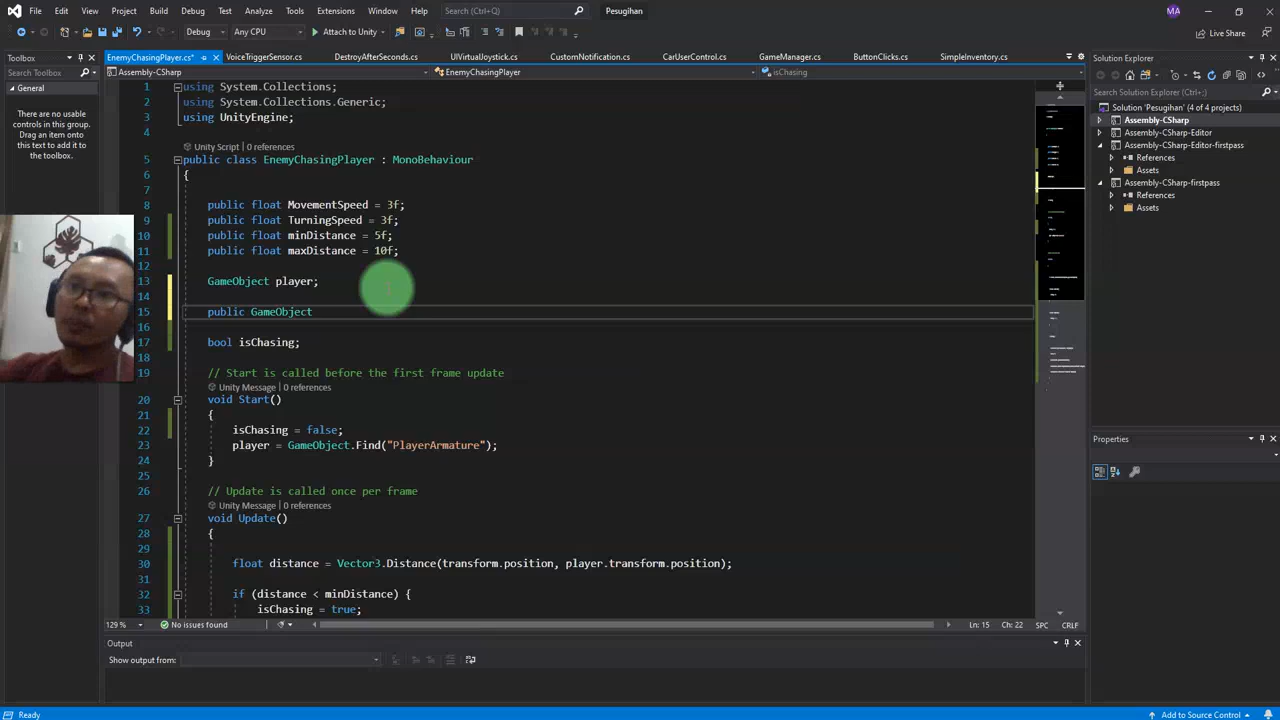 File Edit View Git Project Build Debug Test Analyze Tools Extensions Window Help Search (Ctrl+Q) Pesugihan MA
Debug Any CPU Attach to Unity Live Share
Toolbox
Search Toolbox
General
There are no usable
controls in this group.
Drag an item onto
this text to add it to
the toolbox.
EnemyChasingPlayer.cs* VoiceTriggerSensor.cs DestroyAfterSeconds.cs UIVirtualJoystick.cs CustomNotification.cs CarUserControl.cs GameManager.cs ButtonClicks.cs SimpleInventory.cs
Assembly-CSharp EnemyChasingPlayer isChasing
1 using System.Collections;
2 using System.Collections.Generic;
3 using UnityEngine;
4
Unity Script | 0 references
5 public class EnemyChasingPlayer : MonoBehaviour
6 {
7
8 public float MovementSpeed = 3f;
9 public float TurningSpeed = 3f;
10 public float minDistance = 5f;
11 public float maxDistance = 10f;
12
13 GameObject player;
14
15 public GameObject
16
17 bool isChasing;
18
19 // Start is called before the first frame update
Unity Message | 0 references
20 void Start()
21 {
22 isChasing = false;
23 player = GameObject.Find("PlayerArmature");
24 }
25
26 // Update is called once per frame
Unity Message | 0 references
27 void Update()
28 {
29
30 float distance = Vector3.Distance(transform.position, player.transform.position);
31
32 if (distance < minDistance) {
33 isChasing = true;
129 % No issues found Ln: 15 Ch: 22 SPC CRLF
Output
Show output from:
Solution Explorer
Search Solution Explorer (Ctrl+;)
Solution 'Pesugihan' (4 of 4 projects)
Assembly-CSharp
Assembly-CSharp-Editor
Assembly-CSharp-Editor-firstpass
References
Assets
Assembly-CSharp-firstpass
References
Assets
Properties
Ready Add to Source Control